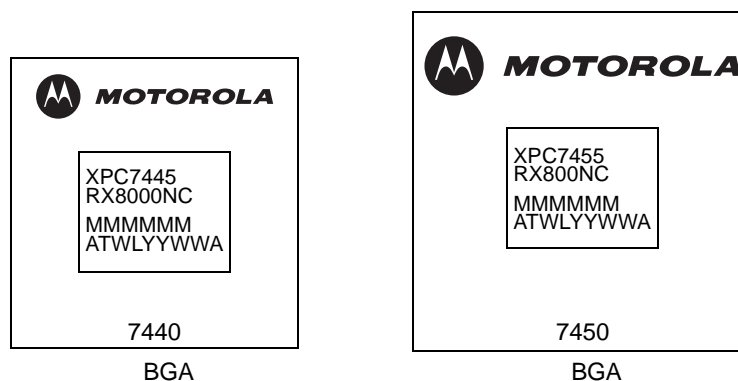 MOTOROLA
XPC7445
RX8000NC
MMMMMM
ATWLYYWWA
7440
BGA
MOTOROLA
XPC7455
RX800NC
MMMMMM
ATWLYYWWA
7450
BGA